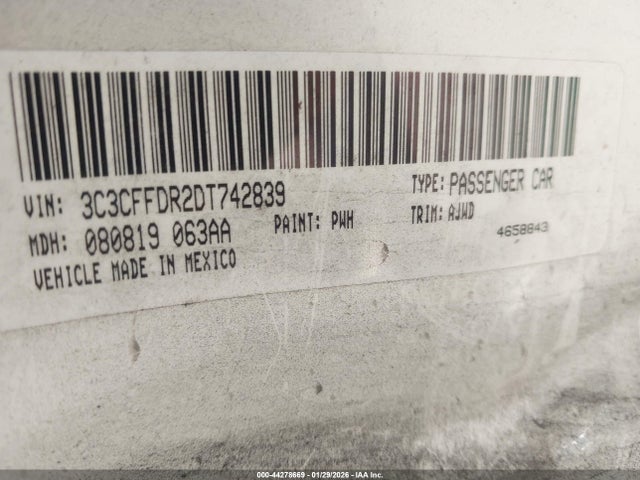 VIN: 3C3CFFDR2DT742839 TYPE: PASSENGER CAR
MDH: 080819 063AA PAINT: PWH TRIM: AJWD
VEHICLE MADE IN MEXICO 4658843
000-44278669 | 01/29/2026 | IAA Inc.